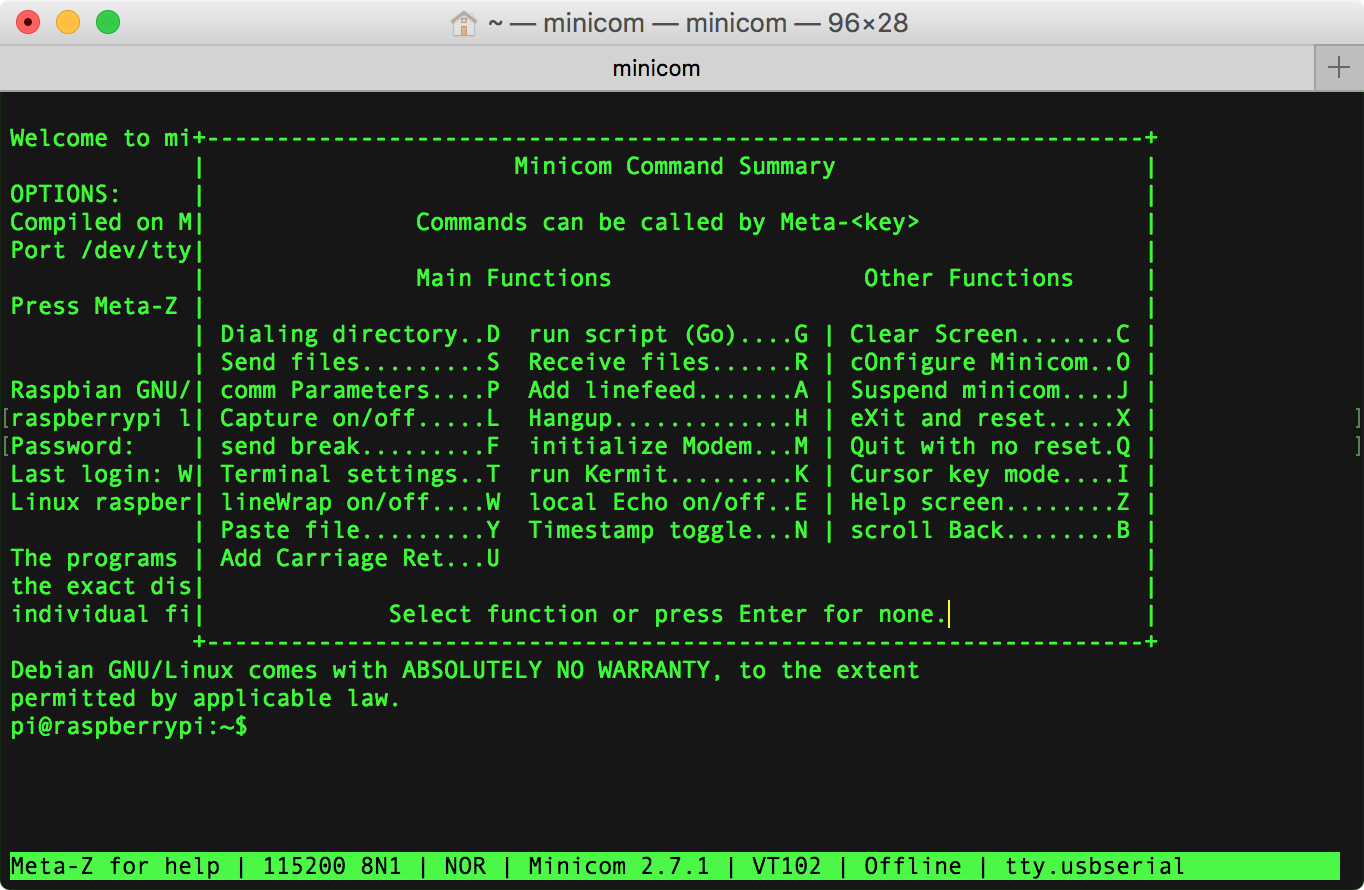 ~ — minicom — minicom — 96×28
minicom
Welcome to mi+-------------------------------------------------------------------+
| Minicom Command Summary |
OPTIONS: | |
Compiled on M| Commands can be called by Meta-<key> |
Port /dev/tty| |
| Main Functions Other Functions |
Press Meta-Z | |
| Dialing directory..D run script (Go)....G | Clear Screen.......C |
| Send files.........S Receive files......R | cOnfigure Minicom..O |
Raspbian GNU/| comm Parameters....P Add linefeed.......A | Suspend minicom....J |
[raspberrypi l| Capture on/off.....L Hangup.............H | eXit and reset.....X | ]
[Password: | send break.........F initialize Modem...M | Quit with no reset.Q | ]
Last login: W| Terminal settings..T run Kermit.........K | Cursor key mode....I |
Linux raspber| lineWrap on/off....W local Echo on/off..E | Help screen........Z |
| Paste file.........Y Timestamp toggle...N | scroll Back........B |
The programs | Add Carriage Ret...U |
the exact dis| |
individual fi| Select function or press Enter for none. |
+-------------------------------------------------------------------+
Debian GNU/Linux comes with ABSOLUTELY NO WARRANTY, to the extent
permitted by applicable law.
pi@raspberrypi:~$
Meta-Z for help | 115200 8N1 | NOR | Minicom 2.7.1 | VT102 | Offline | tty.usbserial